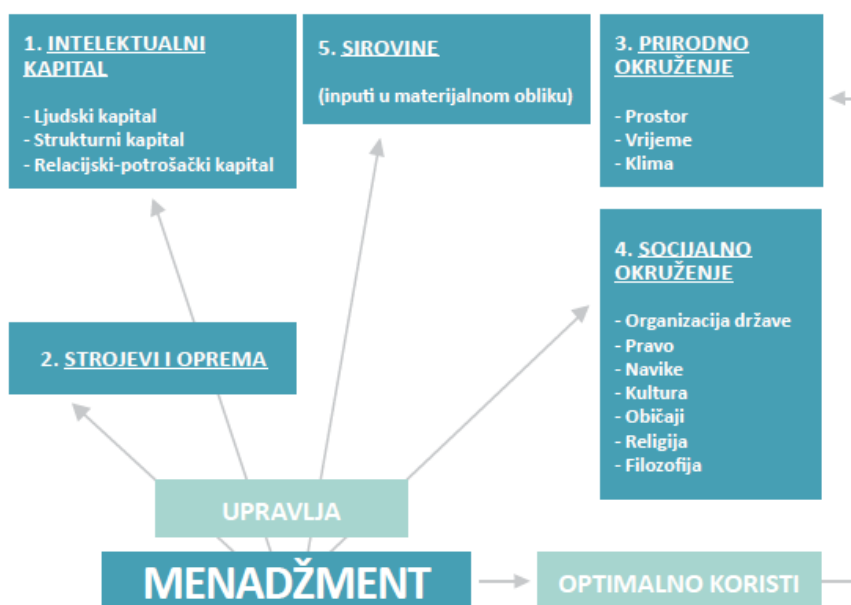 1. INTELEKTUALNI
KAPITAL
- Ljudski kapital
- Strukturni kapital
- Relacijski-potrošački kapital
5. SIROVINE
(inputi u materijalnom obliku)
3. PRIRODNO
OKRUŽENJE
- Prostor
- Vrijeme
- Klima
4. SOCIJALNO
OKRUŽENJE
- Organizacija države
- Pravo
- Navike
- Kultura
- Običaji
- Religija
- Filozofija
2. STROJEVI I OPREMA
UPRAVLJA
MENADŽMENT
OPTIMALNO KORISTI